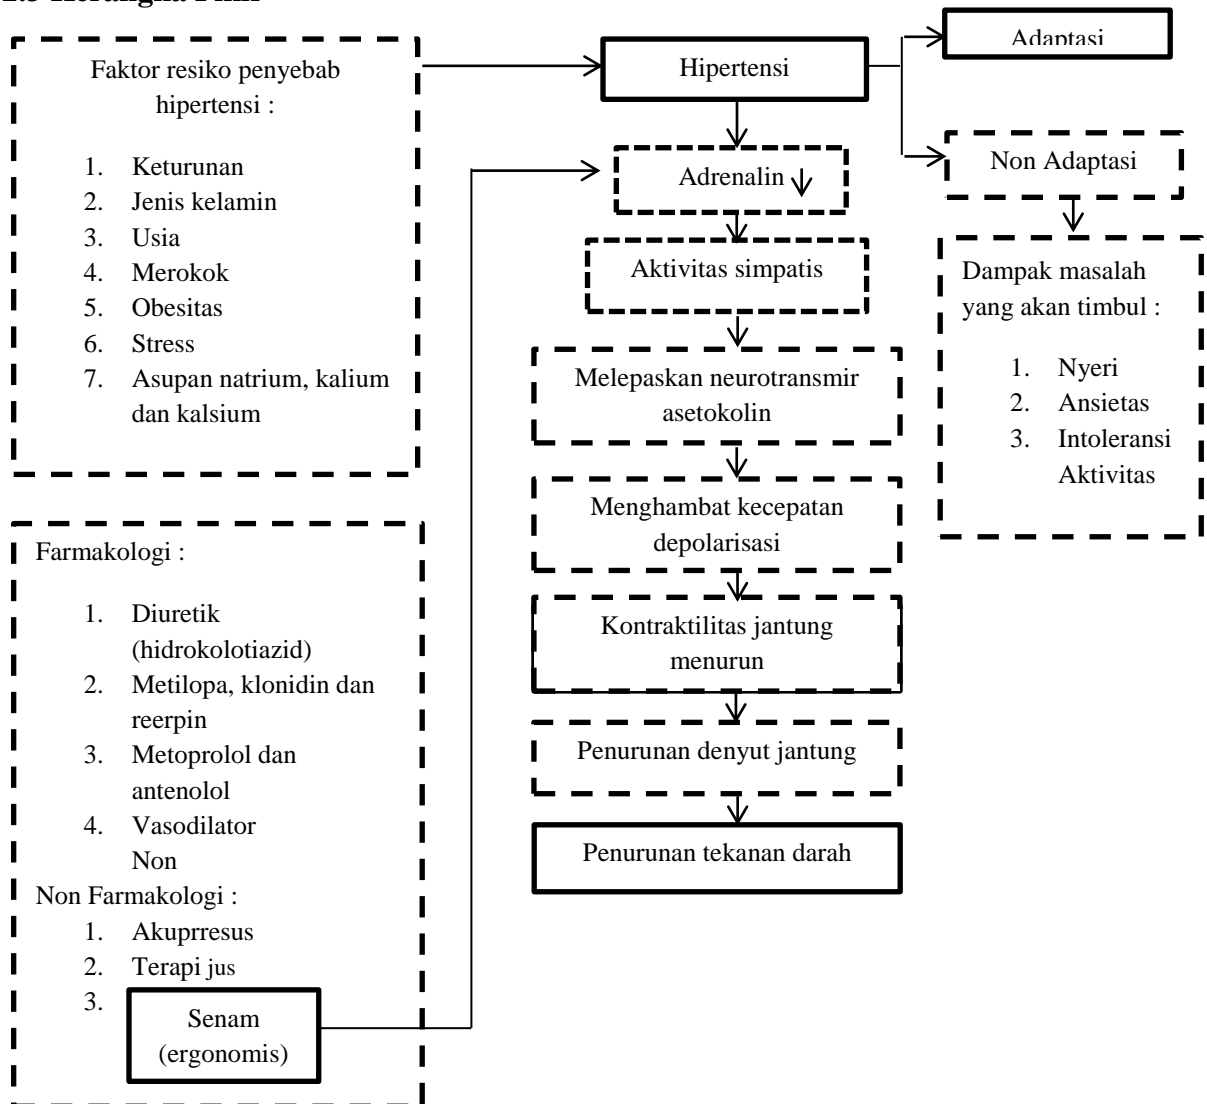 Faktor resiko penyebab
hipertensi :
1. Keturunan
2. Jenis kelamin
3. Usia
4. Merokok
5. Obesitas
6. Stress
7. Asupan natrium, kalium
dan kalsium
Farmakologi :
1. Diuretik
(hidrokolotiazid)
2. Metilopa, klonidin dan
reerpin
3. Metoprolol dan
antenolol
4. Vasodilator
Non
Non Farmakologi :
1. Akuprresus
2. Terapi jus
3.
Senam
(ergonomis)
Hipertensi
Adrenalin
Aktivitas simpatis
Melepaskan neurotransmir
asetokolin
Menghambat kecepatan
depolarisasi
Kontraktilitas jantung
menurun
Penurunan denyut jantung
Penurunan tekanan darah
Adaptasi
Non Adaptasi
Dampak masalah
yang akan timbul :
1. Nyeri
2. Ansietas
3. Intoleransi
Aktivitas